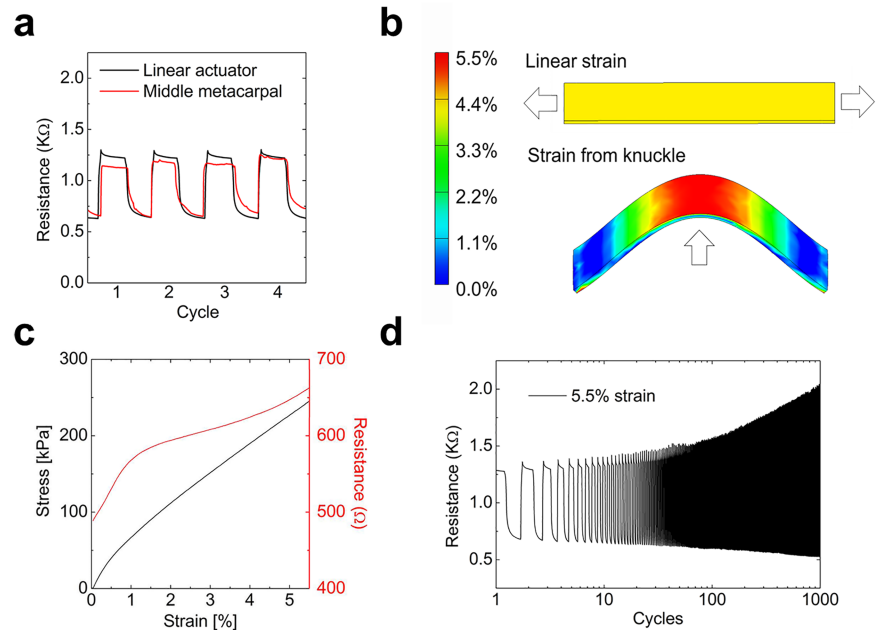 a
2.0
1.5
1.0
0.5
0.0
Resistance (KΩ)
Linear actuator
Middle metacarpal
1 2 3 4
Cycle
b
5.5%
4.4%
3.3%
2.2%
1.1%
0.0%
Linear strain
Strain from knuckle
c
300
200
100
0
Stress [kPa]
700
600
500
400
Resistance (Ω)
0 1 2 3 4 5
Strain [%]
d
2.0
1.5
1.0
0.5
Resistance (KΩ)
5.5% strain
1 10 100 1000
Cycles